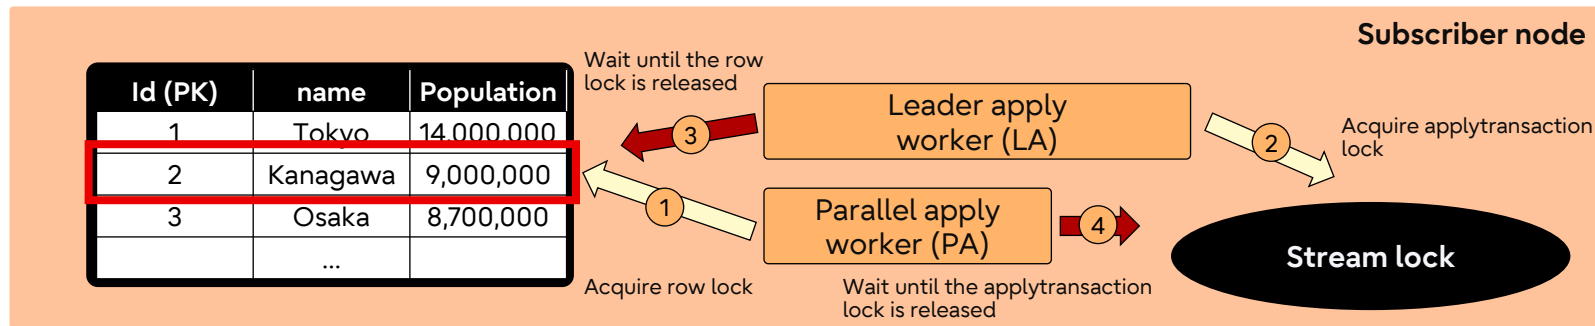 Subscriber node
Id (PK) name Population
1 Tokyo 14,000,000
2 Kanagawa 9,000,000
3 Osaka 8,700,000
...
Wait until the row
lock is released
3
Leader apply
worker (LA)
2
Acquire applytransaction
lock
1
Acquire row lock
Parallel apply
worker (PA)
4
Wait until the applytransaction
lock is released
Stream lock